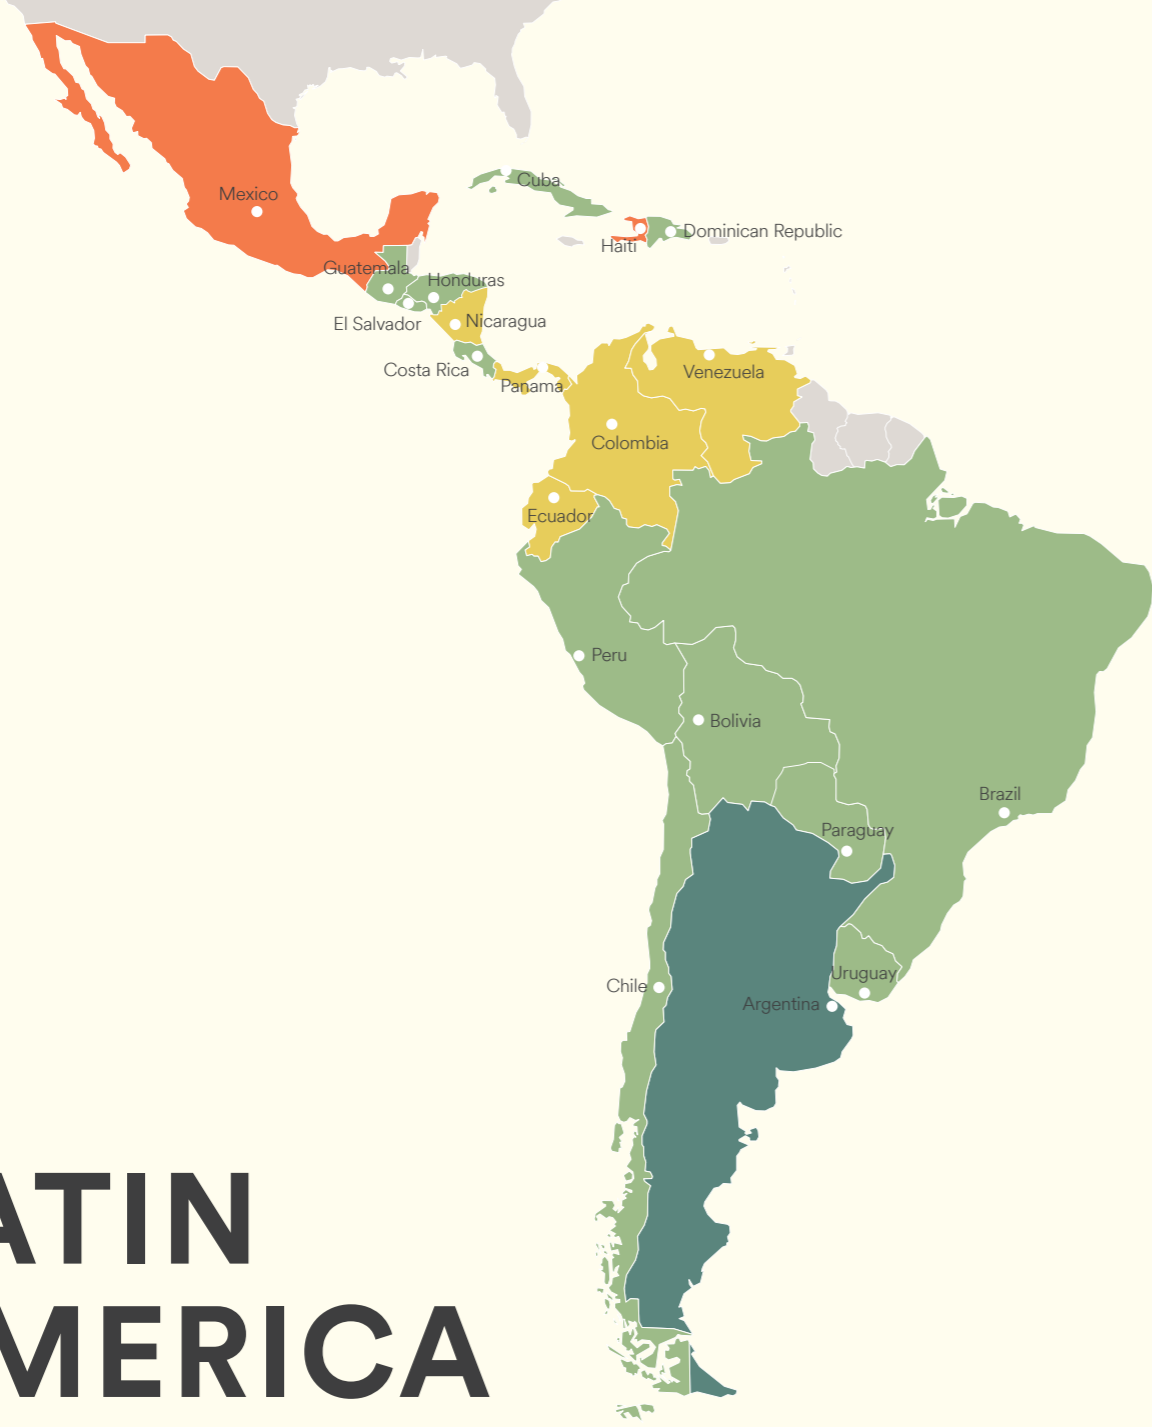 Mexico
Cuba
Dominican Republic
Haiti
Guatemala
Honduras
El Salvador
Nicaragua
Costa Rica
Panama
Venezuela
Colombia
Ecuador
Peru
Bolivia
Brazil
Paraguay
Uruguay
Chile
Argentina
ATIN
MERICA